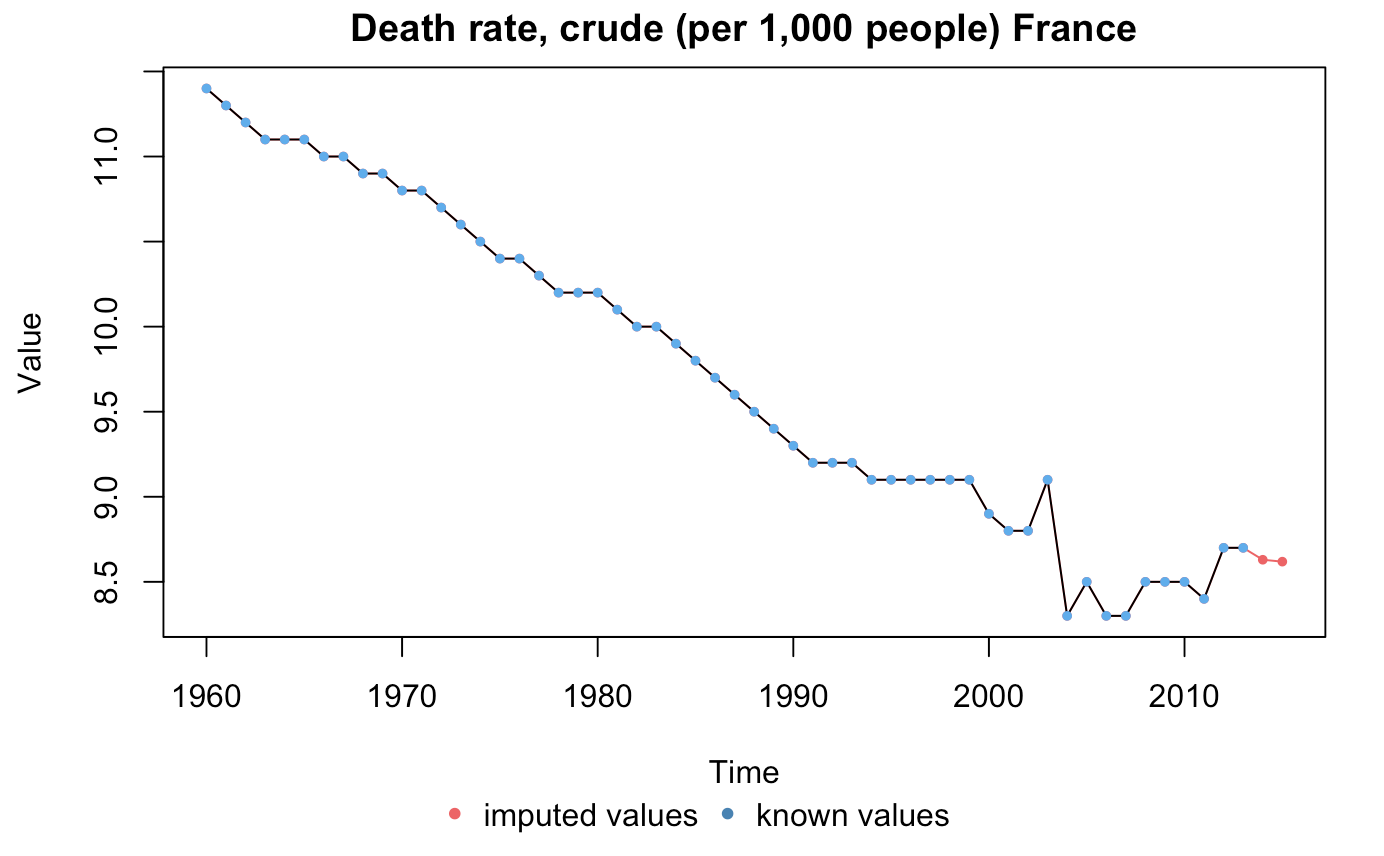 Death rate, crude (per 1,000 people) France
Value
11.0
10.0
9.5
9.0
8.5
1960 1970 1980 1990 2000 2010
Time
imputed values known values